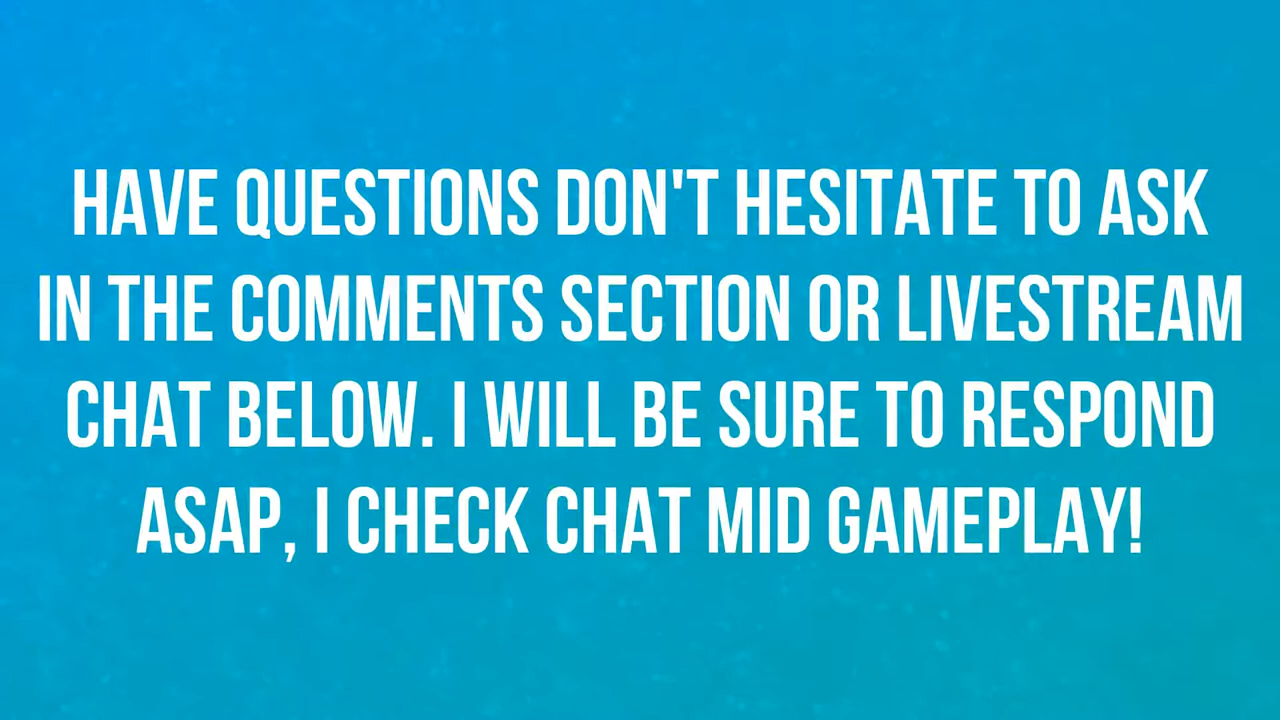 HAVE QUESTIONS DON'T HESITATE TO ASK
IN THE COMMENTS SECTION OR LIVESTREAM
CHAT BELOW. I WILL BE SURE TO RESPOND
ASAP, I CHECK CHAT MID GAMEPLAY!